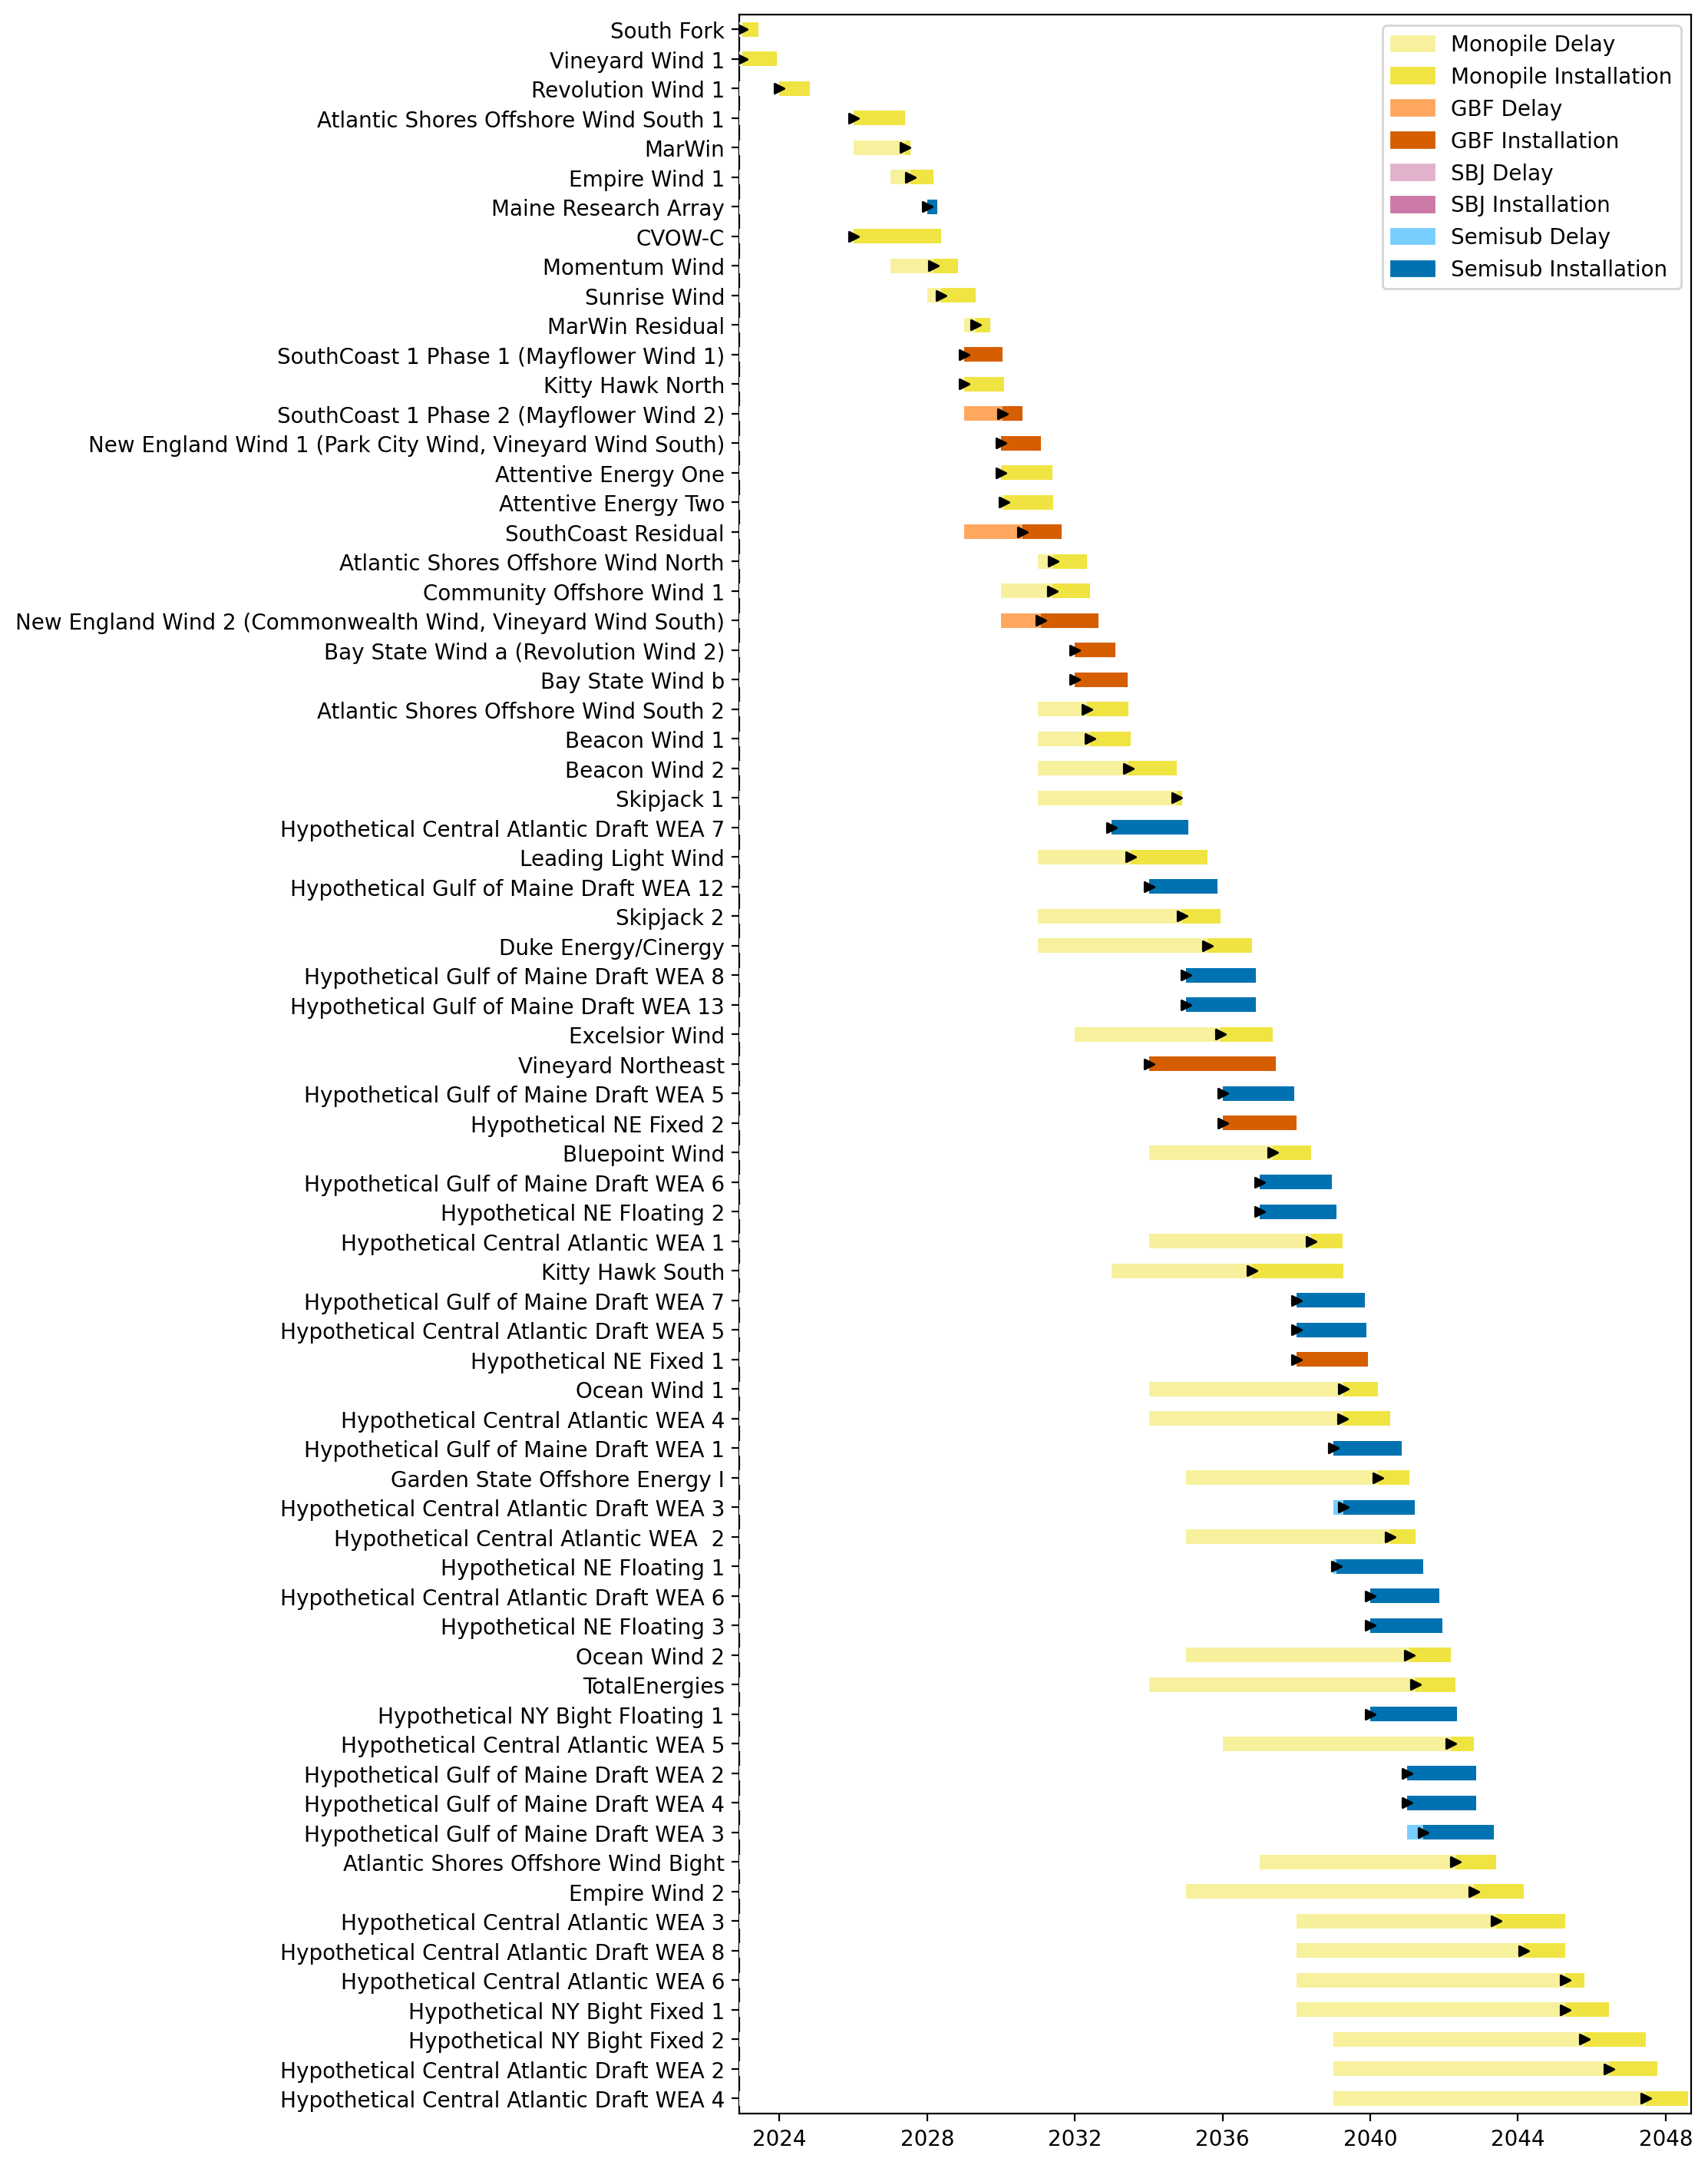 South Fork
Vineyard Wind 1
Revolution Wind 1
Atlantic Shores Offshore Wind South 1
MarWin
Empire Wind 1
Maine Research Array
CVOW-C
Momentum Wind
Sunrise Wind
MarWin Residual
SouthCoast 1 Phase 1 (Mayflower Wind 1)
Kitty Hawk North
SouthCoast 1 Phase 2 (Mayflower Wind 2)
New England Wind 1 (Park City Wind, Vineyard Wind South)
Attentive Energy One
Attentive Energy Two
SouthCoast Residual
Atlantic Shores Offshore Wind North
Community Offshore Wind 1
New England Wind 2 (Commonwealth Wind, Vineyard Wind South)
Bay State Wind a (Revolution Wind 2)
Bay State Wind b
Atlantic Shores Offshore Wind South 2
Beacon Wind 1
Beacon Wind 2
Skipjack 1
Hypothetical Central Atlantic Draft WEA 7
Leading Light Wind
Hypothetical Gulf of Maine Draft WEA 12
Skipjack 2
Duke Energy/Cinergy
Hypothetical Gulf of Maine Draft WEA 8
Hypothetical Gulf of Maine Draft WEA 13
Excelsior Wind
Vineyard Northeast
Hypothetical Gulf of Maine Draft WEA 5
Hypothetical NE Fixed 2
Bluepoint Wind
Hypothetical Gulf of Maine Draft WEA 6
Hypothetical NE Floating 2
Hypothetical Central Atlantic WEA 1
Kitty Hawk South
Hypothetical Gulf of Maine Draft WEA 7
Hypothetical Central Atlantic Draft WEA 5
Hypothetical NE Fixed 1
Ocean Wind 1
Hypothetical Central Atlantic WEA 4
Hypothetical Gulf of Maine Draft WEA 1
Garden State Offshore Energy I
Hypothetical Central Atlantic Draft WEA 3
Hypothetical Central Atlantic WEA  2
Hypothetical NE Floating 1
Hypothetical Central Atlantic Draft WEA 6
Hypothetical NE Floating 3
Ocean Wind 2
TotalEnergies
Hypothetical NY Bight Floating 1
Hypothetical Central Atlantic WEA 5
Hypothetical Gulf of Maine Draft WEA 2
Hypothetical Gulf of Maine Draft WEA 4
Hypothetical Gulf of Maine Draft WEA 3
Atlantic Shores Offshore Wind Bight
Empire Wind 2
Hypothetical Central Atlantic WEA 3
Hypothetical Central Atlantic Draft WEA 8
Hypothetical Central Atlantic WEA 6
Hypothetical NY Bight Fixed 1
Hypothetical NY Bight Fixed 2
Hypothetical Central Atlantic Draft WEA 2
Hypothetical Central Atlantic Draft WEA 4
Monopile Delay
Monopile Installation
GBF Delay
GBF Installation
SBJ Delay
SBJ Installation
Semisub Delay
Semisub Installation
2024 2028 2032 2036 2040 2044 2048